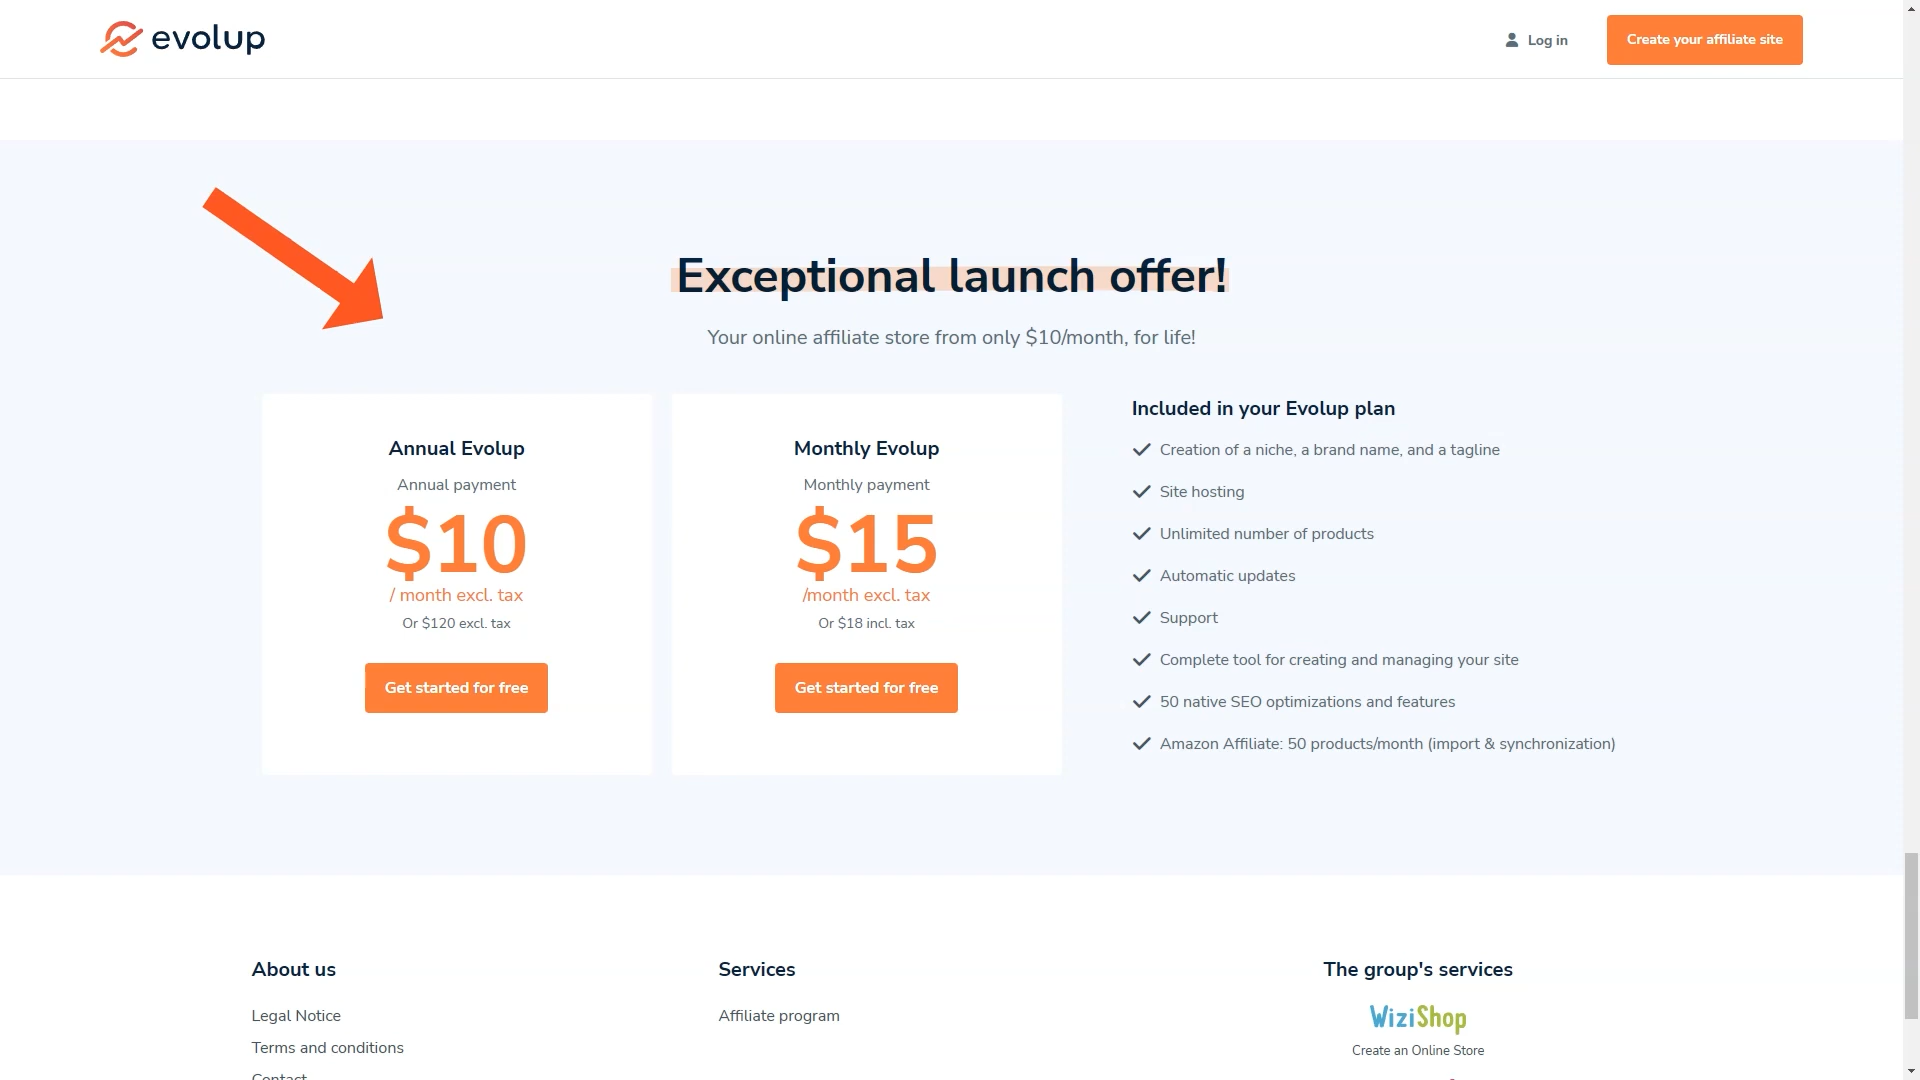 evolup
Log in
Create your affiliate site
Exceptional launch offer!
Your online affiliate store from only $10/month, for life!
Annual Evolup
Annual payment
$10
/ month excl. tax
Or $120 excl. tax
Get started for free
Monthly Evolup
Monthly payment
$15
/month excl. tax
Or $18 incl. tax
Get started for free
Included in your Evolup plan
Creation of a niche, a brand name, and a tagline
Site hosting
Unlimited number of products
Automatic updates
Support
Complete tool for creating and managing your site
50 native SEO optimizations and features
Amazon Affiliate: 50 products/month (import & synchronization)
About us
Legal Notice
Terms and conditions
Contact
Services
Affiliate program
The group's services
WiziShop
Create an Online Store